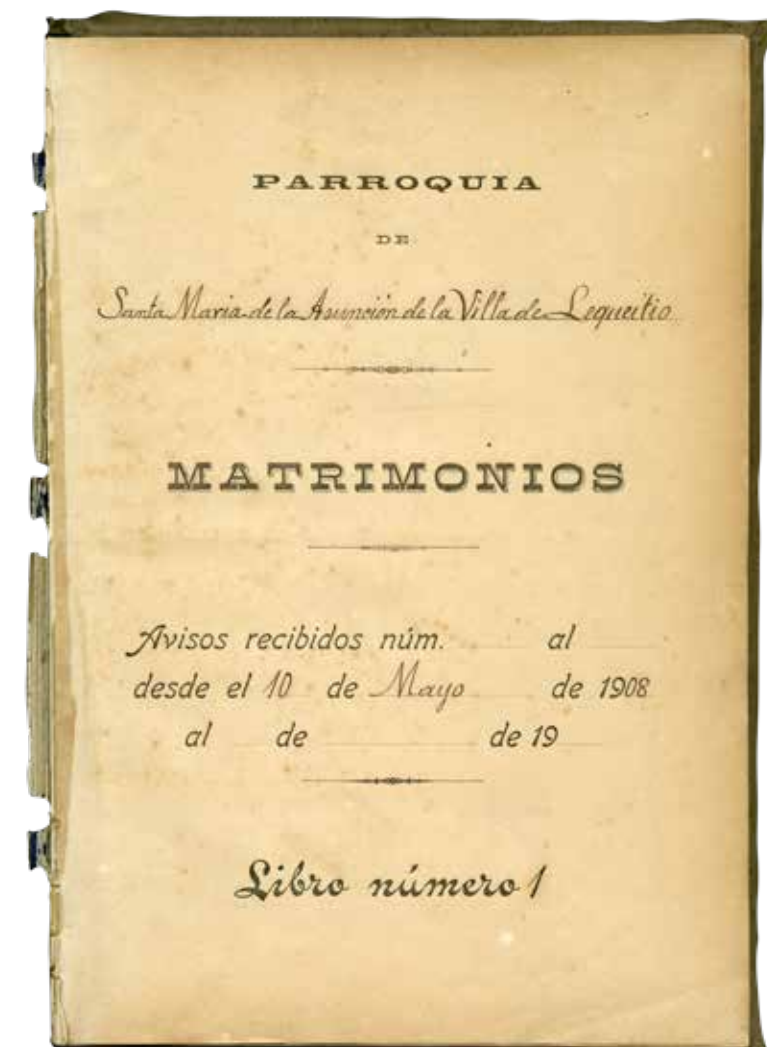 PARROQUIA
DE
Santa Maria de la Asunción de la Villa de Lequeitio
MATRIMONIOS
Avisos recibidos núm. al
desde el 10 de Mayo de 1908
al de de 19
Libro número 1